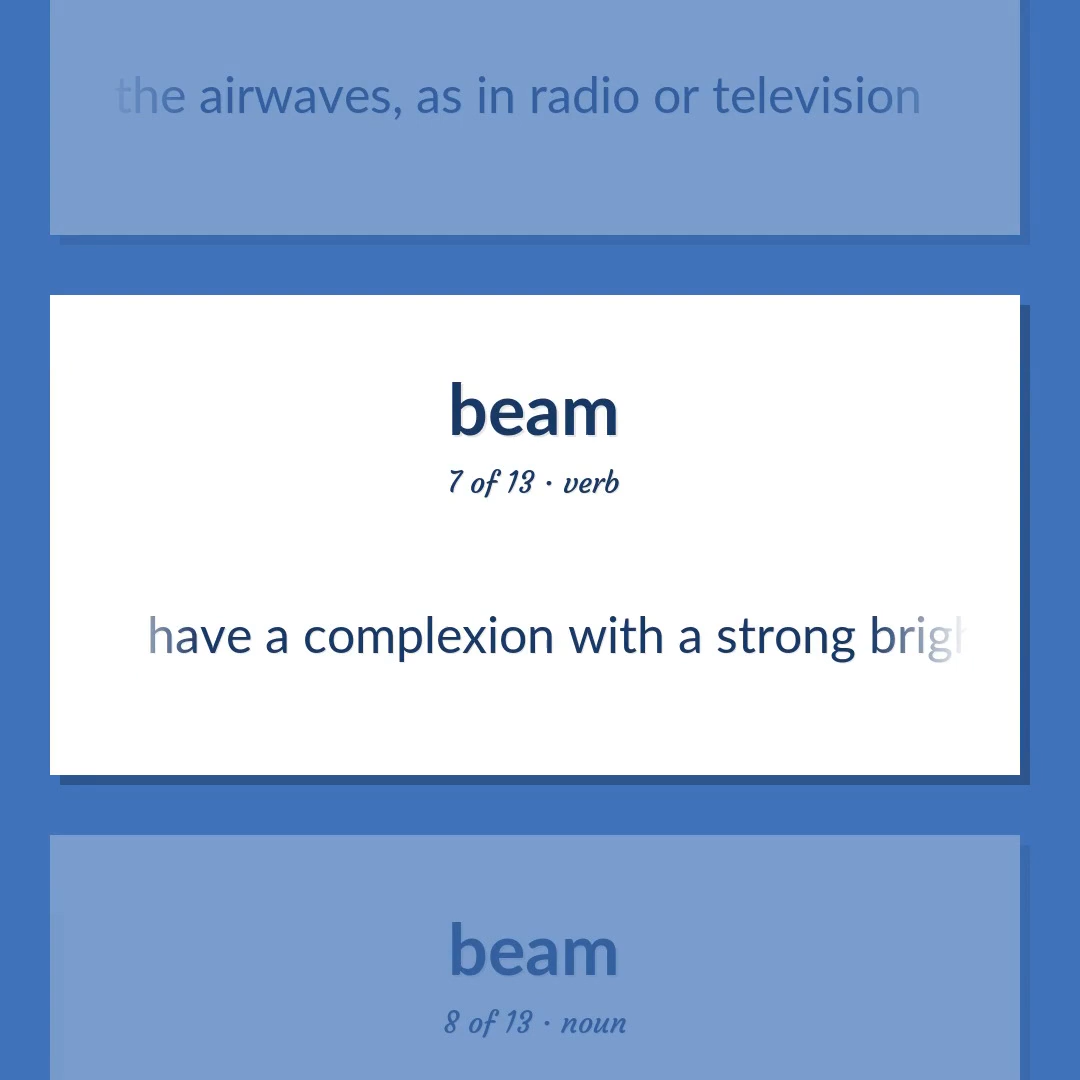 the airwaves, as in radio or television
beam
7 of 13 · verb
have a complexion with a strong brigh
beam
8 of 13 · noun